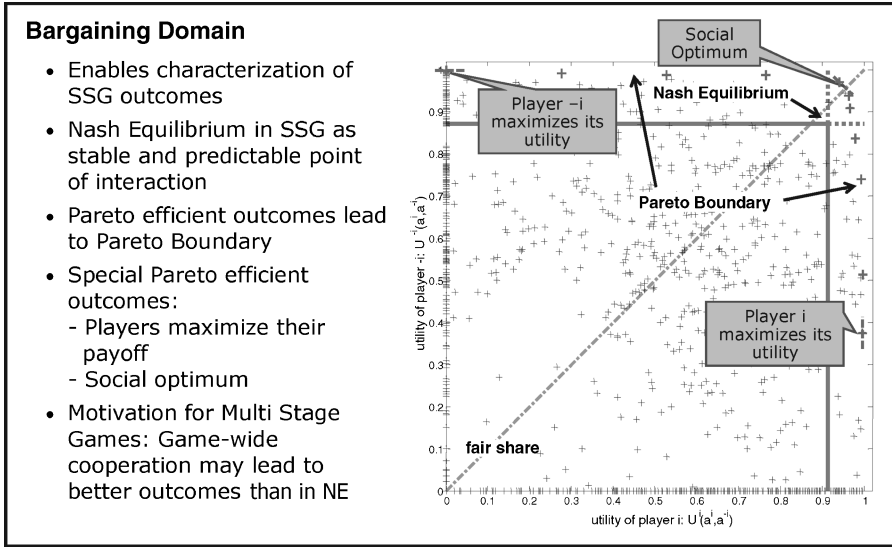 Bargaining Domain
• Enables characterization of
SSG outcomes
• Nash Equilibrium in SSG as
stable and predictable point
of interaction
• Pareto efficient outcomes lead
to Pareto Boundary
• Special Pareto efficient
outcomes:
- Players maximize their
payoff
- Social optimum
• Motivation for Multi Stage
Games: Game-wide
cooperation may lead to
better outcomes than in NE
Social
Optimum
Nash Equilibrium
Player –i
maximizes its
utility
Pareto Boundary
Player i
maximizes its
utility
fair share
utility of player -i: U⁻ⁱ(aⁱ,a⁻ⁱ)
1
0.9
0.8
0.7
0.6
0.5
0.4
0.3
0.2
0.1
0
0 0.1 0.2 0.3 0.4 0.5 0.6 0.7 0.8 0.9 1
utility of player i: Uⁱ(aⁱ,a⁻ⁱ)